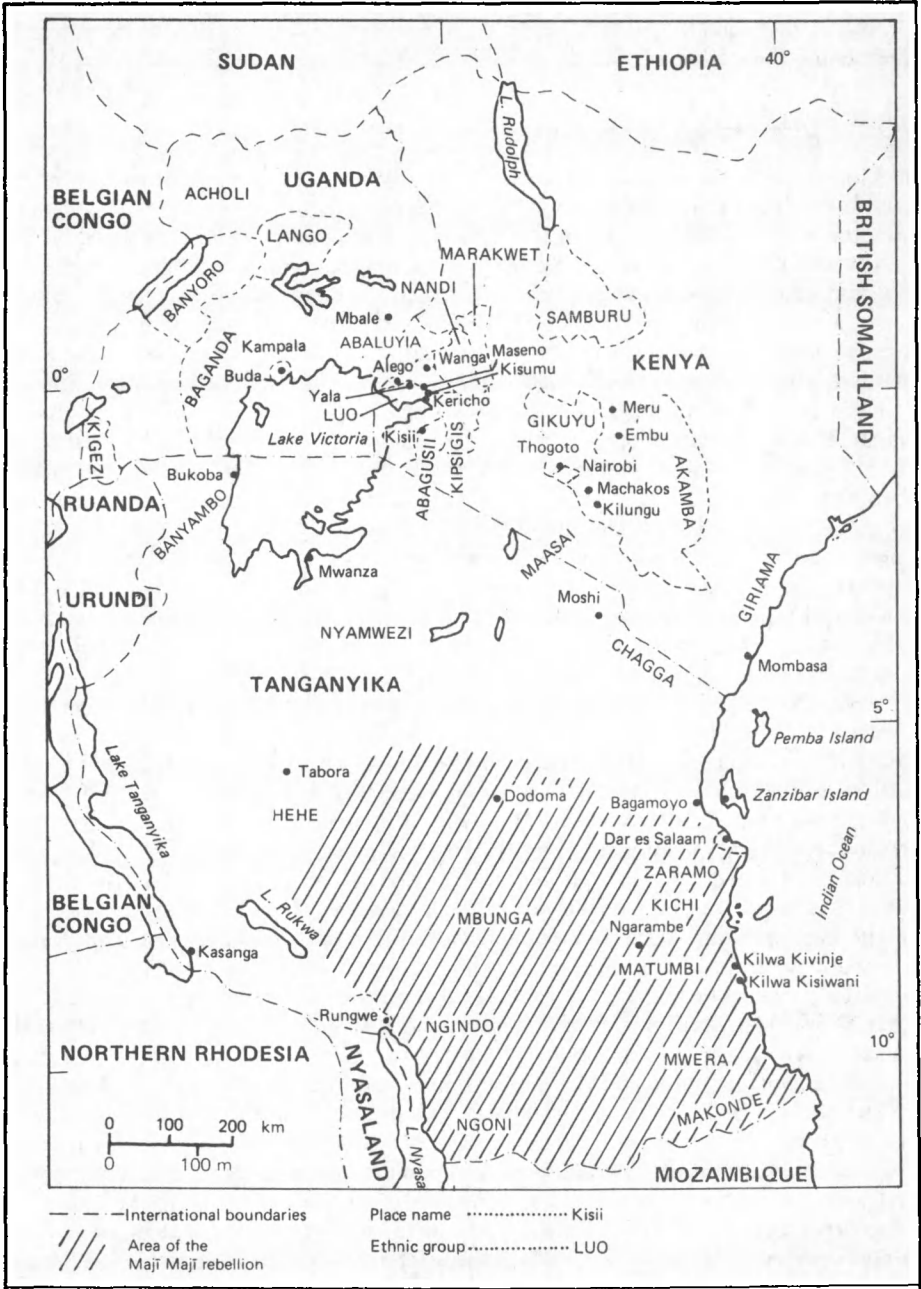 SUDAN
ETHIOPIA
40°
L. Rudolph
UGANDA
ACHOLI
BELGIAN
CONGO
LANGO
BRITISH SOMALILAND
MARAKWET
BANYORO
NANDI
SAMBURU
Mbale
ABALUYIA
Kampala
Wanga
Maseno
KENYA
BAGANDA
Alego
Kisumu
0°
Buda
Yala
Kericho
Meru
LUO
GIKUYU
KIGEZI
Lake Victoria
Kisii
Embu
Thogoto
ABAGUSII
KIPSIGIS
Nairobi
AKAMBA
Bukoba
RUANDA
Machakos
Kilungu
BANYAMBO
MAASAI
Mwanza
GIRIAMA
URUNDI
Moshi
NYAMWEZI
CHAGGA
Mombasa
TANGANYIKA
5°
Pemba Island
Lake Tanganyika
Tabora
Dodoma
Bagamoyo
Zanzibar Island
HEHE
Dar es Salaam
Indian Ocean
ZARAMO
BELGIAN
CONGO
L. Rukwa
MBUNGA
KICHI
Ngarambe
Kasanga
MATUMBI
Kilwa Kivinje
Kilwa Kisiwani
Rungwe
NGINDO
NORTHERN RHODESIA
10°
MWERA
NYASALAND
MAKONDE
0 100 200 km
NGONI
100 m
L. Nyasa
MOZAMBIQUE
International boundaries
Place name Kisii
Area of the
Majī Majī rebellion
Ethnic group LUO